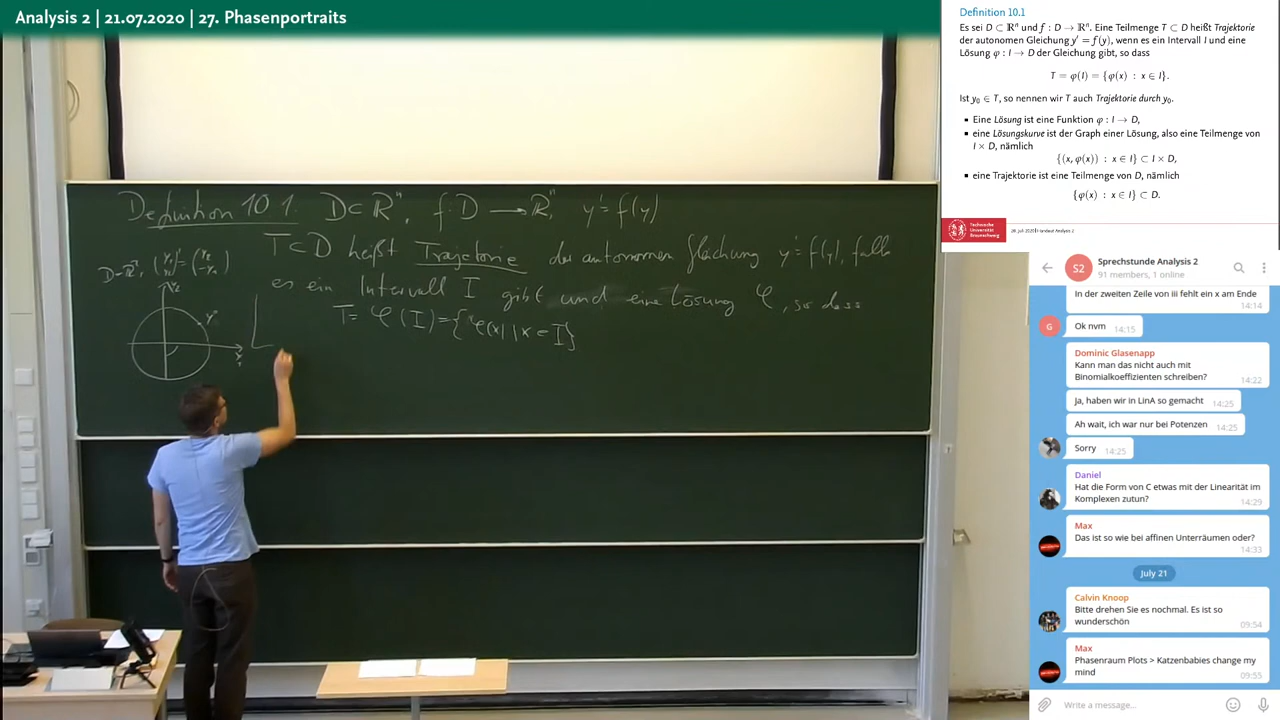 Analysis 2 | 21.07.2020 | 27. Phasenportraits
Definition 10.1. D⊂ℝⁿ, f: D → ℝⁿ, y'=f(y)
T⊂D heißt Trajektorie der autonomen Gleichung y'=f(y), falls
es ein Intervall I gibt und eine Lösung φ, so dass
T = φ(I) = {φ(x) | x ∈ I}
Definition 10.1
Es sei D ⊂ ℝⁿ und f : D → ℝⁿ. Eine Teilmenge T ⊂ D heißt Trajektorie
der autonomen Gleichung y′ = f(y), wenn es ein Intervall I und eine
Lösung φ : I → D der Gleichung gibt, so dass
T = φ(I) = {φ(x) : x ∈ I}.
Ist y₀ ∈ T, so nennen wir T auch Trajektorie durch y₀.
▪ Eine Lösung ist eine Funktion φ : I → D,
▪ eine Lösungskurve ist der Graph einer Lösung, also eine Teilmenge von
I × D, nämlich
{(x, φ(x)) : x ∈ I} ⊂ I × D,
▪ eine Trajektorie ist eine Teilmenge von D, nämlich
{φ(x) : x ∈ I} ⊂ D.
Technische
Universität
Braunschweig
S2
Sprechstunde Analysis 2
91 members, 1 online
In der zweiten Zeile von iii fehlt ein x am Ende
14:14
G
Ok nvm 14:15
Dominic Glasenapp
Kann man das nicht auch mit
Binomialkoeffizienten schreiben?
14:22
Ja, haben wir in LinA so gemacht 14:25
Ah wait, ich war nur bei Potenzen 14:25
Sorry 14:25
Daniel
Hat die Form von C etwas mit der Linearität im
Komplexen zutun? 14:29
Max
Das ist so wie bei affinen Unterräumen oder?
14:33
July 21
Calvin Knoop
Bitte drehen Sie es nochmal. Es ist so
wunderschön 09:54
Max
Phasenraum Plots > Katzenbabies change my
mind 09:55
Write a message...